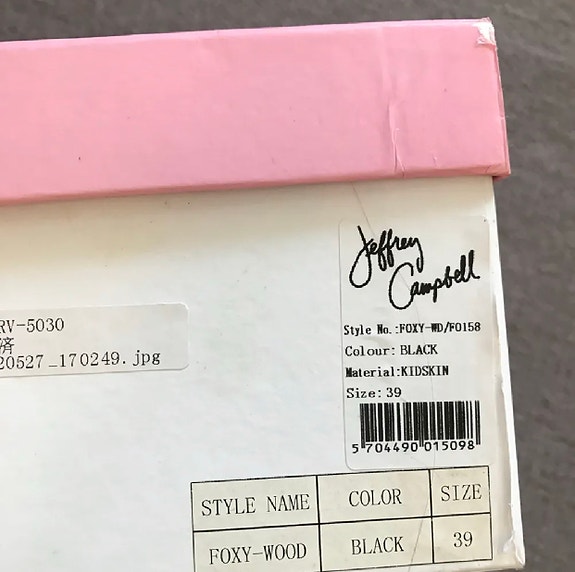 Jeffrey
Campbell
Style No.:FOXY-WD/F0158
Colour: BLACK
Material:KIDSKIN
Size: 39
5 704490 015098
RV-5030
済
20527_170249.jpg
STYLE NAME COLOR SIZE
FOXY-WOOD BLACK 39